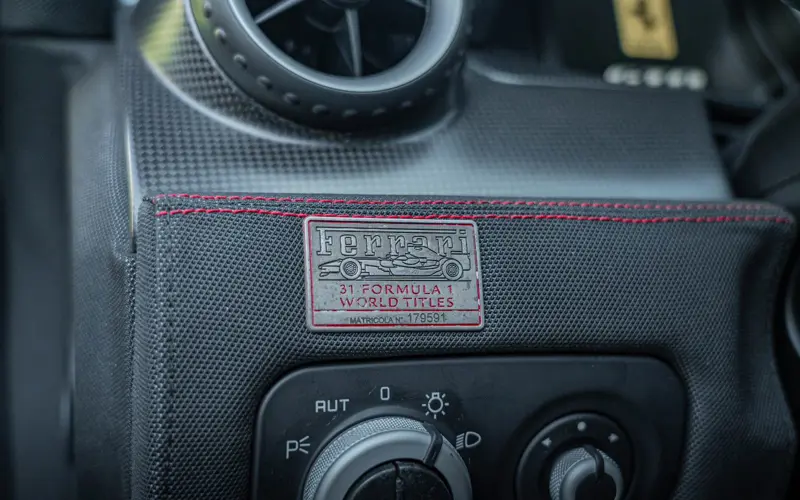 Ferrari
31 FORMULA 1
WORLD TITLES
MATRICOLA N° 179591
AUT 0
P